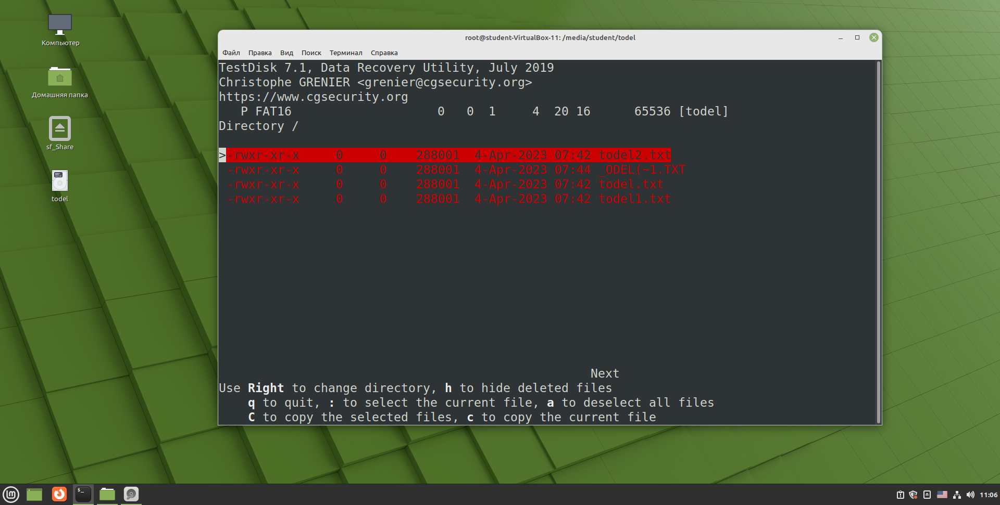 Компьютер
Домашняя папка
sf_Share
todel
root@student-VirtualBox-11: /media/student/todel
Файл Правка Вид Поиск Терминал Справка
TestDisk 7.1, Data Recovery Utility, July 2019
Christophe GRENIER <grenier@cgsecurity.org>
https://www.cgsecurity.org
P FAT16 0 0 1 4 20 16 65536 [todel]
Directory /
>-rwxr-xr-x 0 0 288001 4-Apr-2023 07:42 todel2.txt
-rwxr-xr-x 0 0 288001 4-Apr-2023 07:44 _ODEL(~1.TXT
-rwxr-xr-x 0 0 288001 4-Apr-2023 07:42 todel.txt
-rwxr-xr-x 0 0 288001 4-Apr-2023 07:42 todel1.txt
Next
Use Right to change directory, h to hide deleted files
q to quit, : to select the current file, a to deselect all files
C to copy the selected files, c to copy the current file
$_
11:06